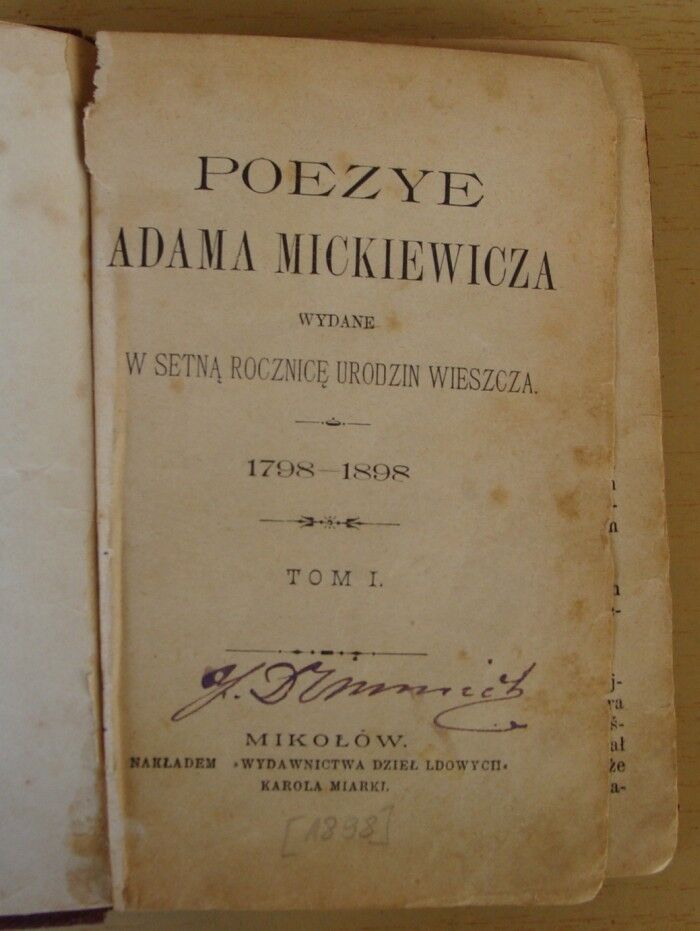 POEZYE
ADAMA MICKIEWICZA
WYDANE
W SETNĄ ROCZNICĘ URODZIN WIESZCZA.
1798—1898
TOM I.
MIKOŁÓW.
NAKŁADEM »WYDAWNICTWA DZIEŁ LDOWYCH«
KAROLA MIARKI.
[1898]